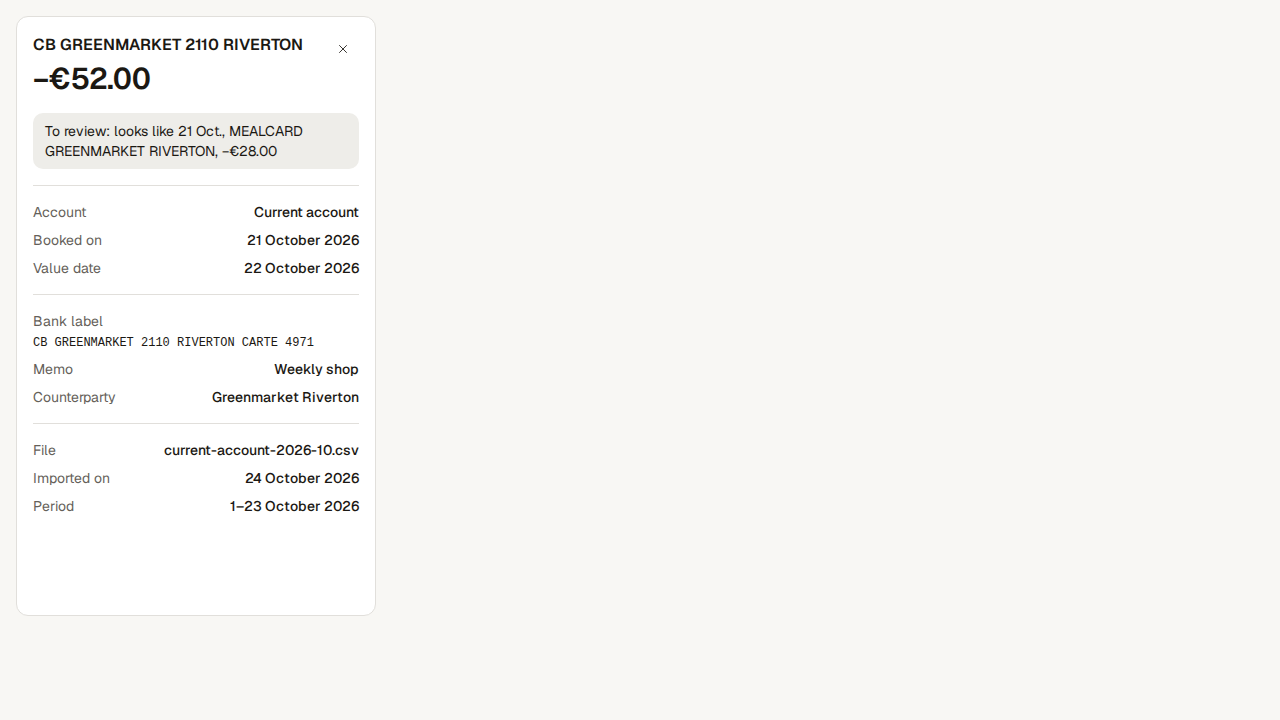 CB GREENMARKET 2110 RIVERTON
−€52.00
To review: looks like 21 Oct., MEALCARD
GREENMARKET RIVERTON, −€28.00
Account Current account
Booked on 21 October 2026
Value date 22 October 2026
Bank label
CB GREENMARKET 2110 RIVERTON CARTE 4971
Memo Weekly shop
Counterparty Greenmarket Riverton
File current-account-2026-10.csv
Imported on 24 October 2026
Period 1–23 October 2026